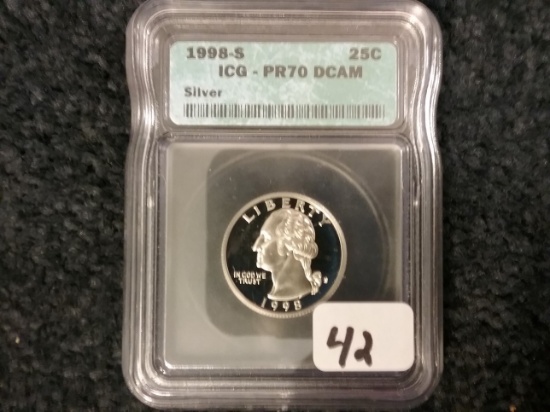 1998-S 25C
ICG - PR70 DCAM
Silver
LIBERTY
IN GOD WE
TRUST
1998
42